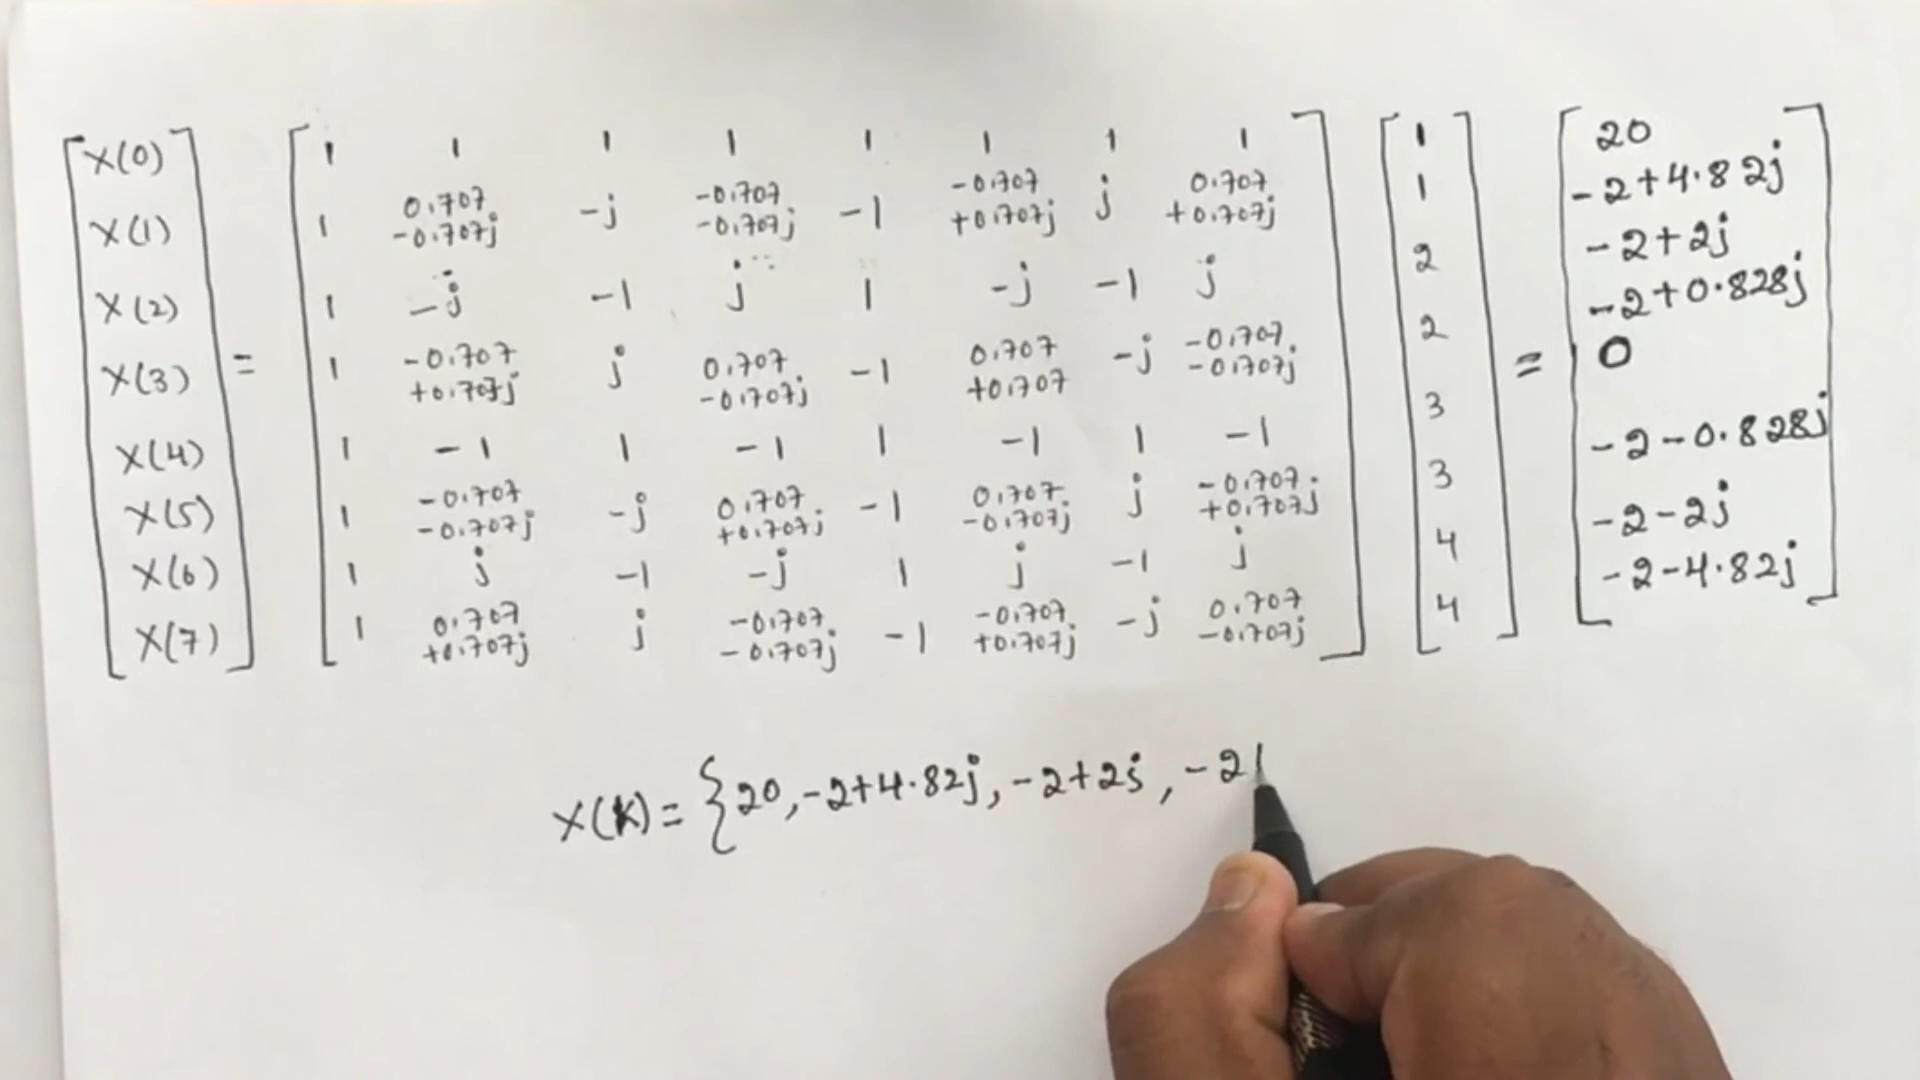 [X(0) X(1) X(2) X(3) X(4) X(5) X(6) X(7)] =
1 1 1 1 1 1 1 1
1 0.707-0.707j -j -0.707-0.707j -1 -0.707+0.707j j 0.707+0.707j
1 -j -1 j 1 -j -1 j
1 -0.707+0.707j j 0.707-0.707j -1 0.707+0.707 -j -0.707-0.707j
1 -1 1 -1 1 -1 1 -1
1 -0.707-0.707j -j 0.707+0.707j -1 0.707-0.707j j -0.707+0.707j
1 j -1 -j 1 j -1 j
1 0.707+0.707j j -0.707-0.707j -1 -0.707+0.707j -j 0.707-0.707j
[1 1 2 2 3 3 4 4]
= [20
-2+4.82j
-2+2j
-2+0.828j
0
-2-0.828j
-2-2j
-2-4.82j]
X(k) = {20, -2+4.82j, -2+2j, -2